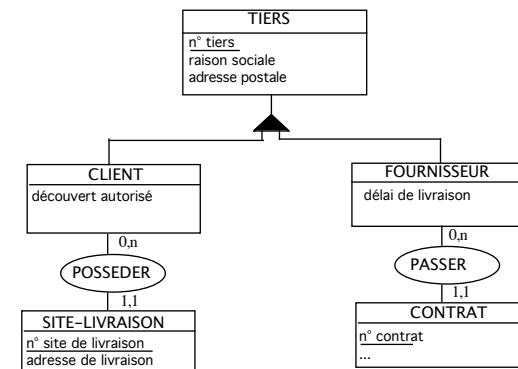 TIERS
n° tiers
raison sociale
adresse postale
CLIENT
découvert autorisé
FOURNISSEUR
délai de livraison
0,n
POSSEDER
1,1
0,n
PASSER
1,1
SITE-LIVRAISON
n° site de livraison
adresse de livraison
CONTRAT
n° contrat
...